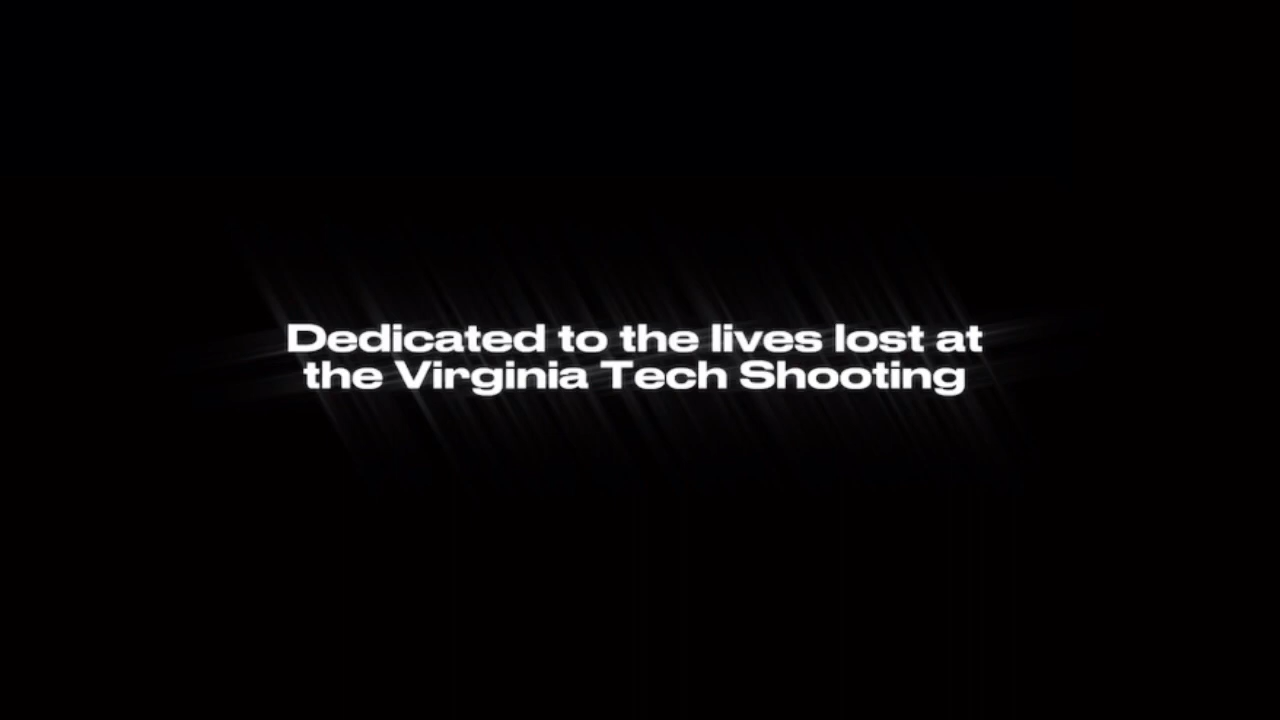 Dedicated to the lives lost at
the Virginia Tech Shooting